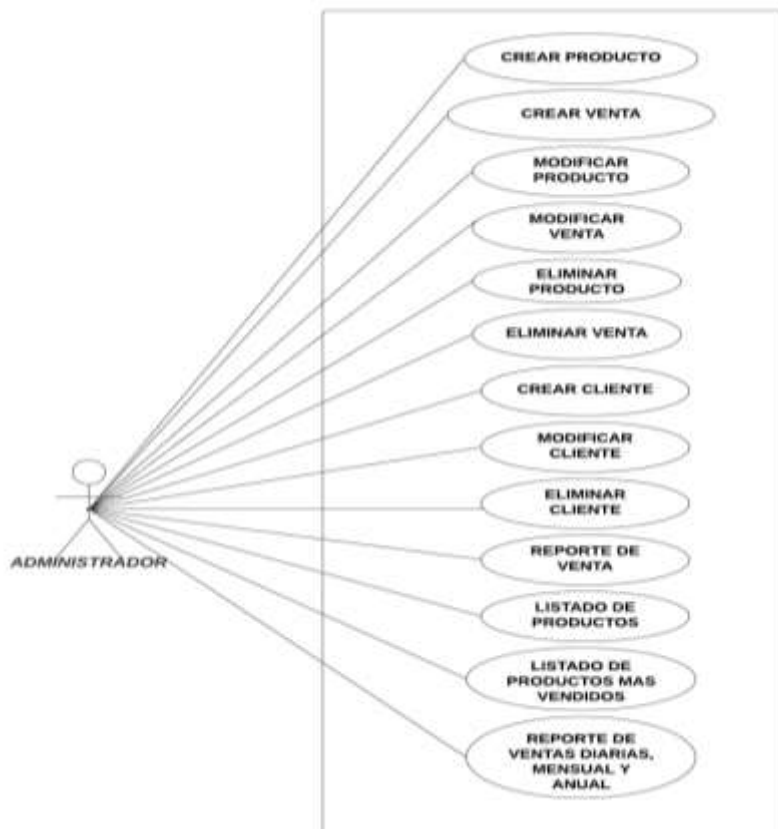 CREAR PRODUCTO
CREAR VENTA
MODIFICAR
PRODUCTO
MODIFICAR
VENTA
ELIMINAR
PRODUCTO
ELIMINAR VENTA
CREAR CLIENTE
MODIFICAR
CLIENTE
ELIMINAR
CLIENTE
ADMINISTRADOR
REPORTE DE
VENTA
LISTADO DE
PRODUCTOS
LISTADO DE
PRODUCTOS MAS
VENDIDOS
REPORTE DE
VENTAS DIARIAS,
MENSUAL Y
ANUAL